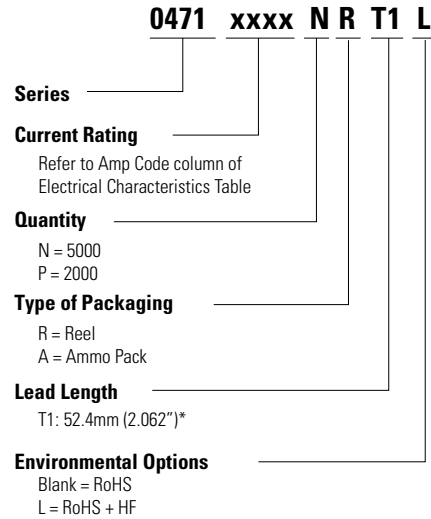 0471 xxxx N R T1 L
Series
Current Rating
Refer to Amp Code column of
Electrical Characteristics Table
Quantity
N = 5000
P = 2000
Type of Packaging
R = Reel
A = Ammo Pack
Lead Length
T1: 52.4mm (2.062”)*
Environmental Options
Blank = RoHS
L = RoHS + HF